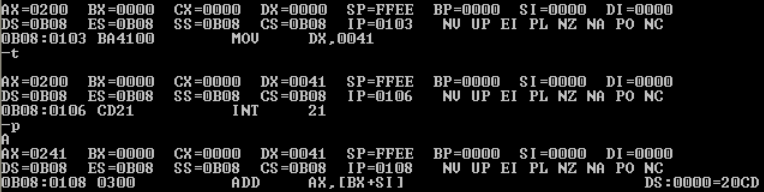 AX=0200  BX=0000  CX=0000  DX=0000  SP=FFEE  BP=0000  SI=0000  DI=0000
DS=0B08  ES=0B08  SS=0B08  CS=0B08  IP=0103   NV UP EI PL NZ NA PO NC
0B08:0103 BA4100        MOV     DX,0041
-t
AX=0200  BX=0000  CX=0000  DX=0041  SP=FFEE  BP=0000  SI=0000  DI=0000
DS=0B08  ES=0B08  SS=0B08  CS=0B08  IP=0106   NV UP EI PL NZ NA PO NC
0B08:0106 CD21          INT     21
-p
A
AX=0241  BX=0000  CX=0000  DX=0041  SP=FFEE  BP=0000  SI=0000  DI=0000
DS=0B08  ES=0B08  SS=0B08  CS=0B08  IP=0108   NV UP EI PL NZ NA PO NC
0B08:0108 0300          ADD     AX,[BX+SI]                         DS:0000=20CD